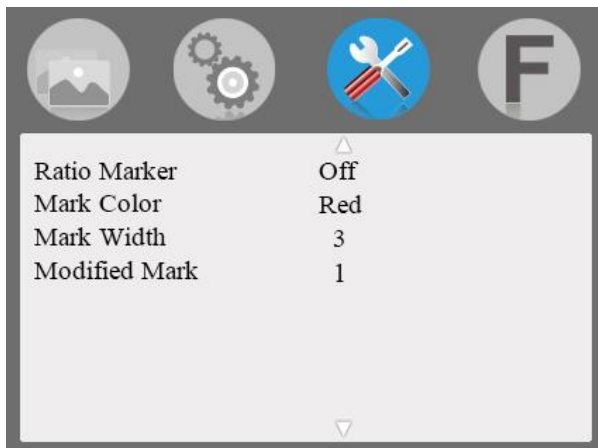 F
Ratio Marker Off
Mark Color Red
Mark Width 3
Modified Mark 1